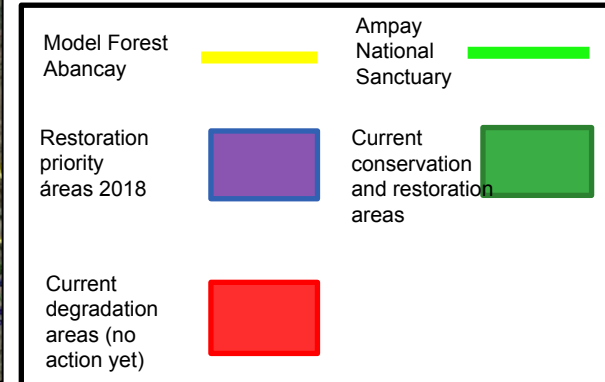 Model Forest
Abancay
Ampay
National
Sanctuary
Restoration
priority
áreas 2018
Current
conservation
and restoration
areas
Current
degradation
areas (no
action yet)